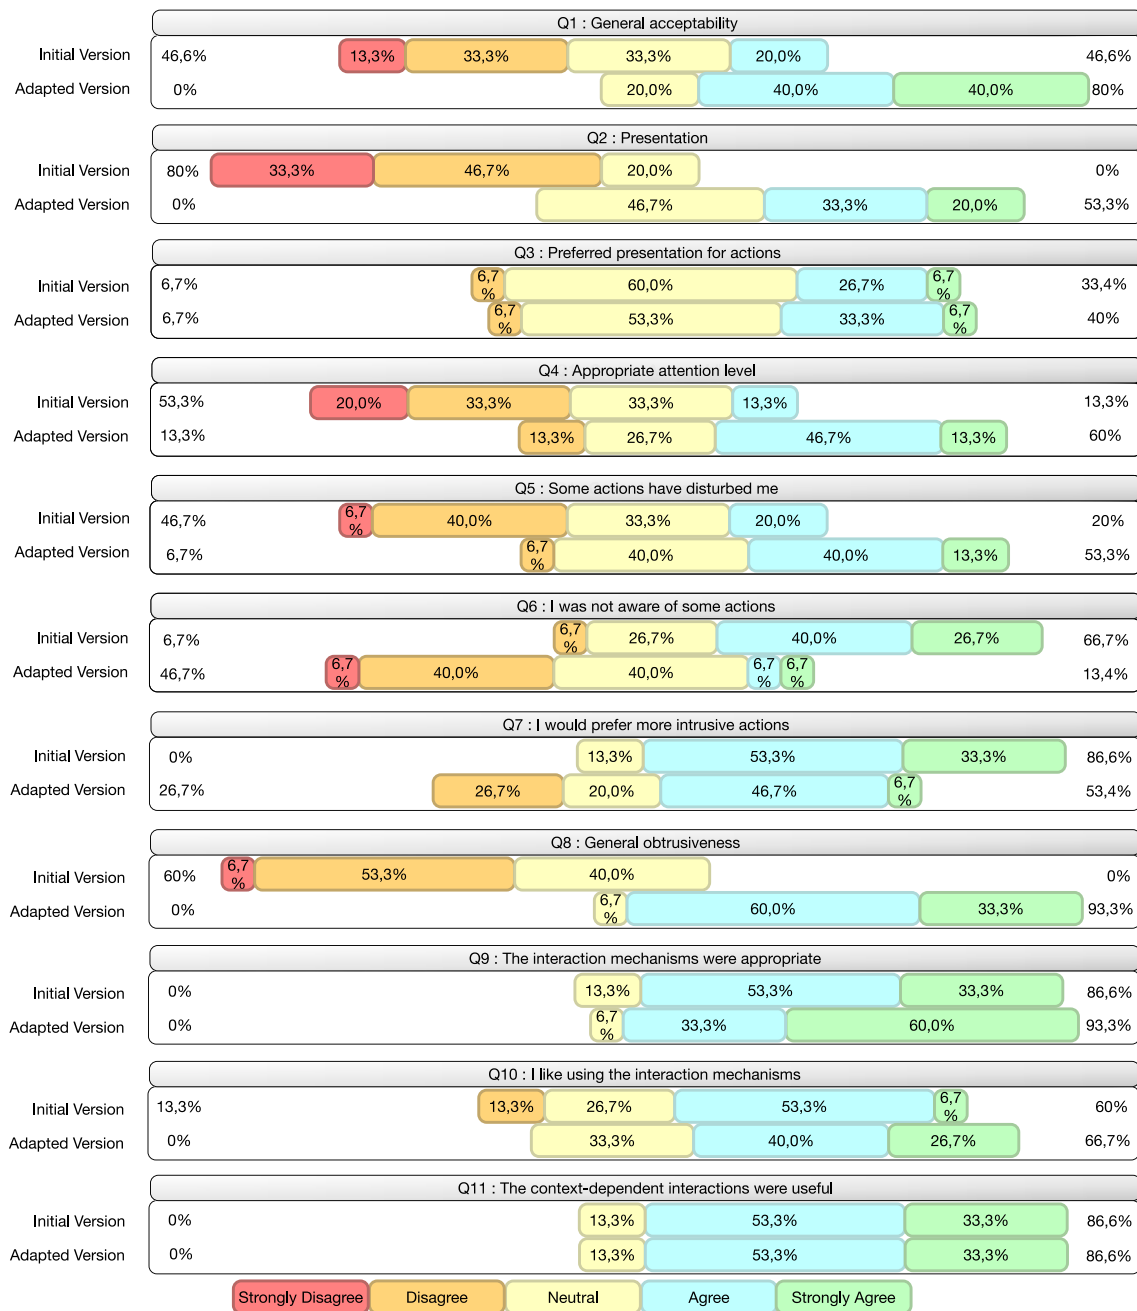 Q1 : General acceptability
Initial Version 46,6% 13,3% 33,3% 33,3% 20,0% 46,6%
Adapted Version 0% 20,0% 40,0% 40,0% 80%
Q2 : Presentation
Initial Version 80% 33,3% 46,7% 20,0% 0%
Adapted Version 0% 46,7% 33,3% 20,0% 53,3%
Q3 : Preferred presentation for actions
Initial Version 6,7% 6,7 % 60,0% 26,7% 6,7 % 33,4%
Adapted Version 6,7% 6,7 % 53,3% 33,3% 6,7 % 40%
Q4 : Appropriate attention level
Initial Version 53,3% 20,0% 33,3% 33,3% 13,3% 13,3%
Adapted Version 13,3% 13,3% 26,7% 46,7% 13,3% 60%
Q5 : Some actions have disturbed me
Initial Version 46,7% 6,7 % 40,0% 33,3% 20,0% 20%
Adapted Version 6,7% 6,7 % 40,0% 40,0% 13,3% 53,3%
Q6 : I was not aware of some actions
Initial Version 6,7% 6,7 % 26,7% 40,0% 26,7% 66,7%
Adapted Version 46,7% 6,7 % 40,0% 40,0% 6,7 % 6,7 % 13,4%
Q7 : I would prefer more intrusive actions
Initial Version 0% 13,3% 53,3% 33,3% 86,6%
Adapted Version 26,7% 26,7% 20,0% 46,7% 6,7 % 53,4%
Q8 : General obtrusiveness
Initial Version 60% 6,7 % 53,3% 40,0% 0%
Adapted Version 0% 6,7 % 60,0% 33,3% 93,3%
Q9 : The interaction mechanisms were appropriate
Initial Version 0% 13,3% 53,3% 33,3% 86,6%
Adapted Version 0% 6,7 % 33,3% 60,0% 93,3%
Q10 : I like using the interaction mechanisms
Initial Version 13,3% 13,3% 26,7% 53,3% 6,7 % 60%
Adapted Version 0% 33,3% 40,0% 26,7% 66,7%
Q11 : The context-dependent interactions were useful
Initial Version 0% 13,3% 53,3% 33,3% 86,6%
Adapted Version 0% 13,3% 53,3% 33,3% 86,6%
Strongly Disagree Disagree Neutral Agree Strongly Agree